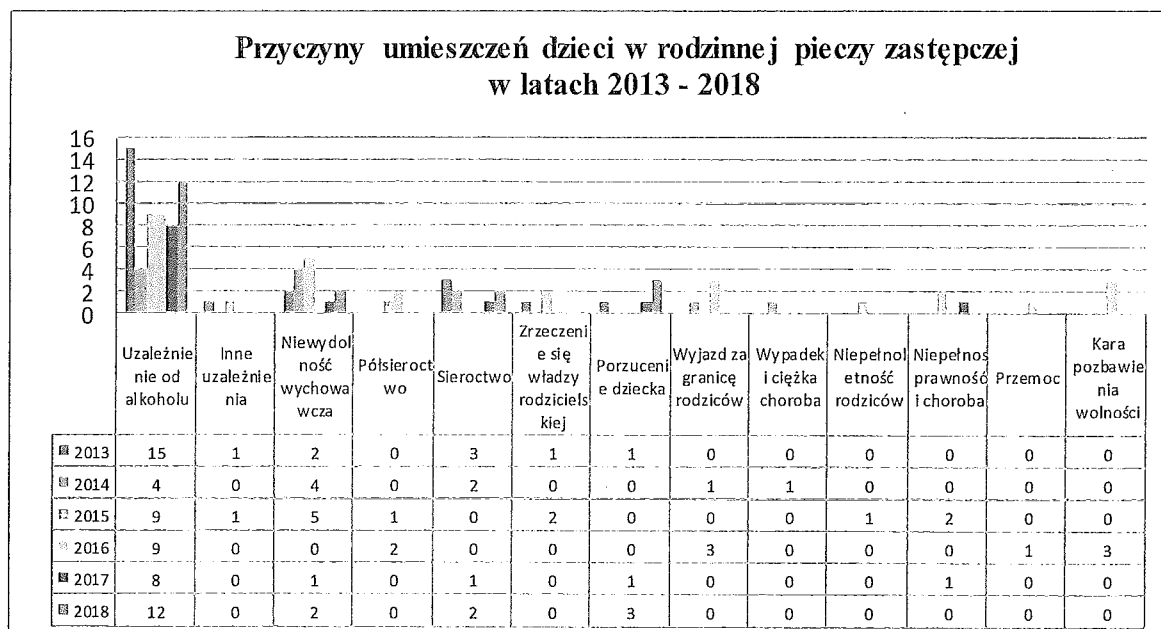 Przyczyny umieszczeń dzieci w rodzinnej pieczy zastępczej
w latach 2013 - 2018
16
14
12
10
8
6
4
2
0
Uzależnie
nie od
alkoholu
Inne
uzależnie
nia
Niewydol
ność
wychowa
wcza
Półsieroct
wo
Sieroctwo
Zrzeczeni
e się
władzy
rodziciels
kiej
Porzuceni
e dziecka
Wyjazd za
granicę
rodziców
Wypadek
i ciężka
choroba
Niepełnol
etność
rodziców
Niepełnos
prawność
i choroba
Przemoc
Kara
pozbawie
nia
wolności
2013 15 1 2 0 3 1 1 0 0 0 0 0 0
2014 4 0 4 0 2 0 0 1 1 0 0 0 0
2015 9 1 5 1 0 2 0 0 0 1 2 0 0
2016 9 0 0 2 0 0 0 3 0 0 0 1 3
2017 8 0 1 0 1 0 1 0 0 0 1 0 0
2018 12 0 2 0 2 0 3 0 0 0 0 0 0